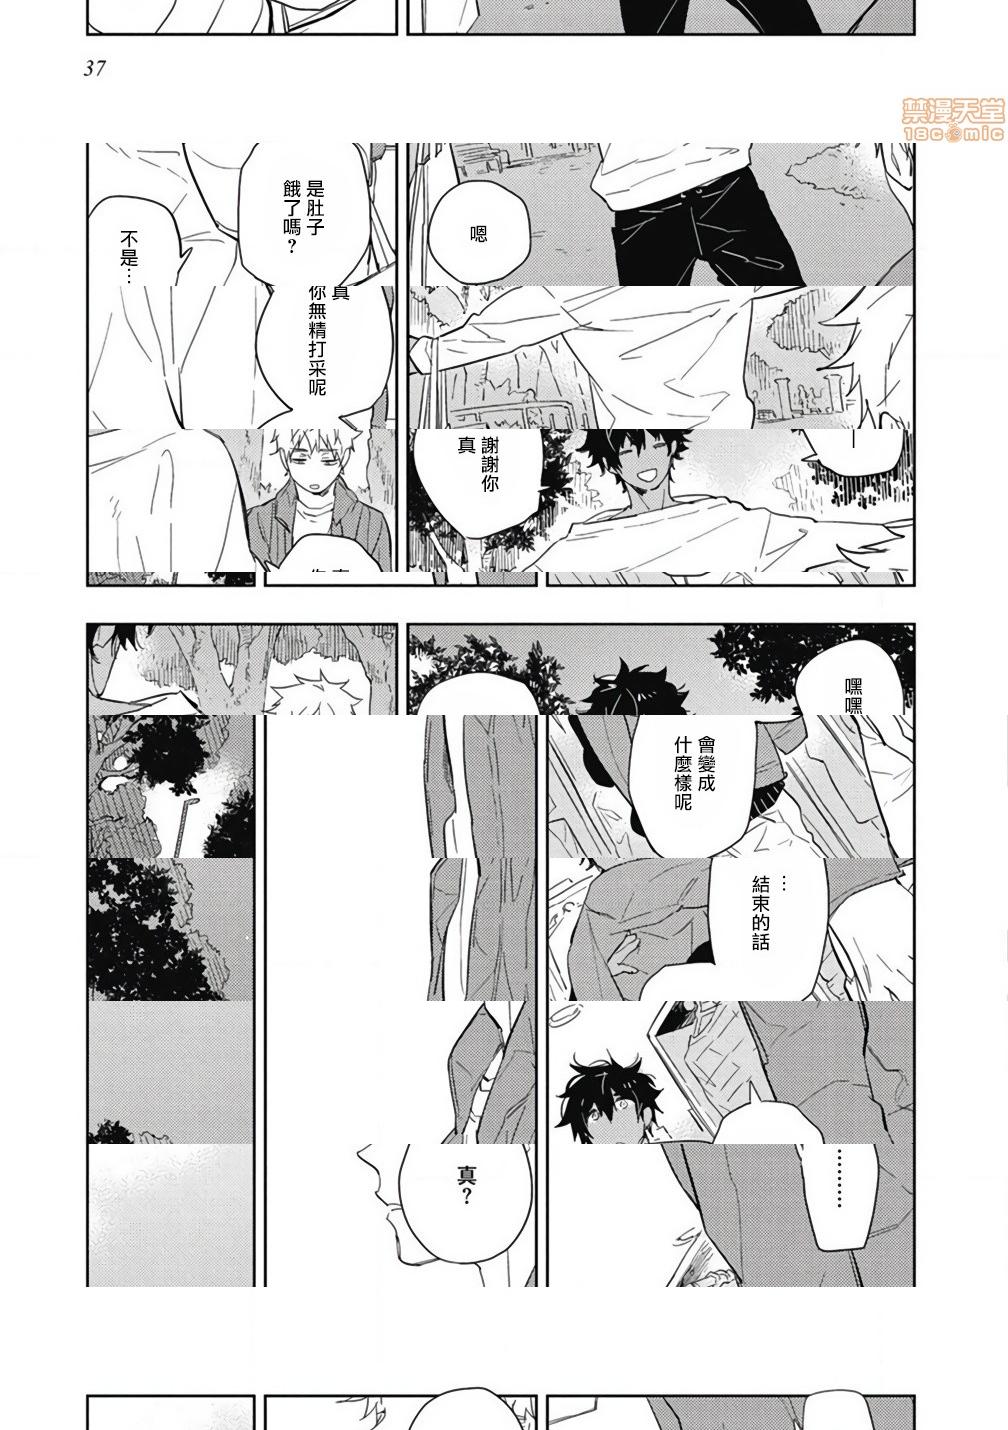 37
禁漫天堂
18comic
嗯
是肚子
餓了嗎?
不是…
真
你無精打采呢
謝謝你
真
嘿嘿
會變成
什麼樣呢
…
結束的話
………
真?